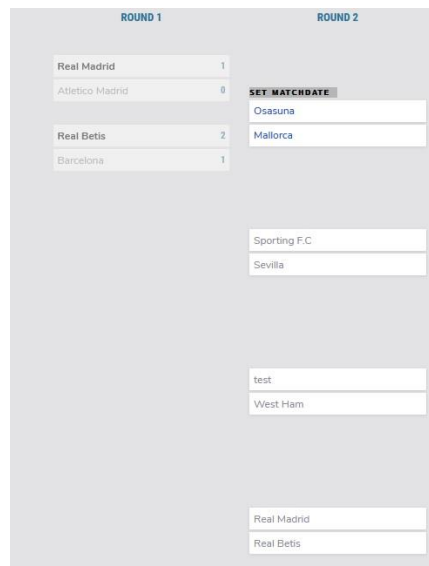 ROUND 1
Real Madrid 1
Atletico Madrid 0
Real Betis 2
Barcelona 1
ROUND 2
SET MATCHDATE
Osasuna
Mallorca
Sporting F.C
Sevilla
test
West Ham
Real Madrid
Real Betis